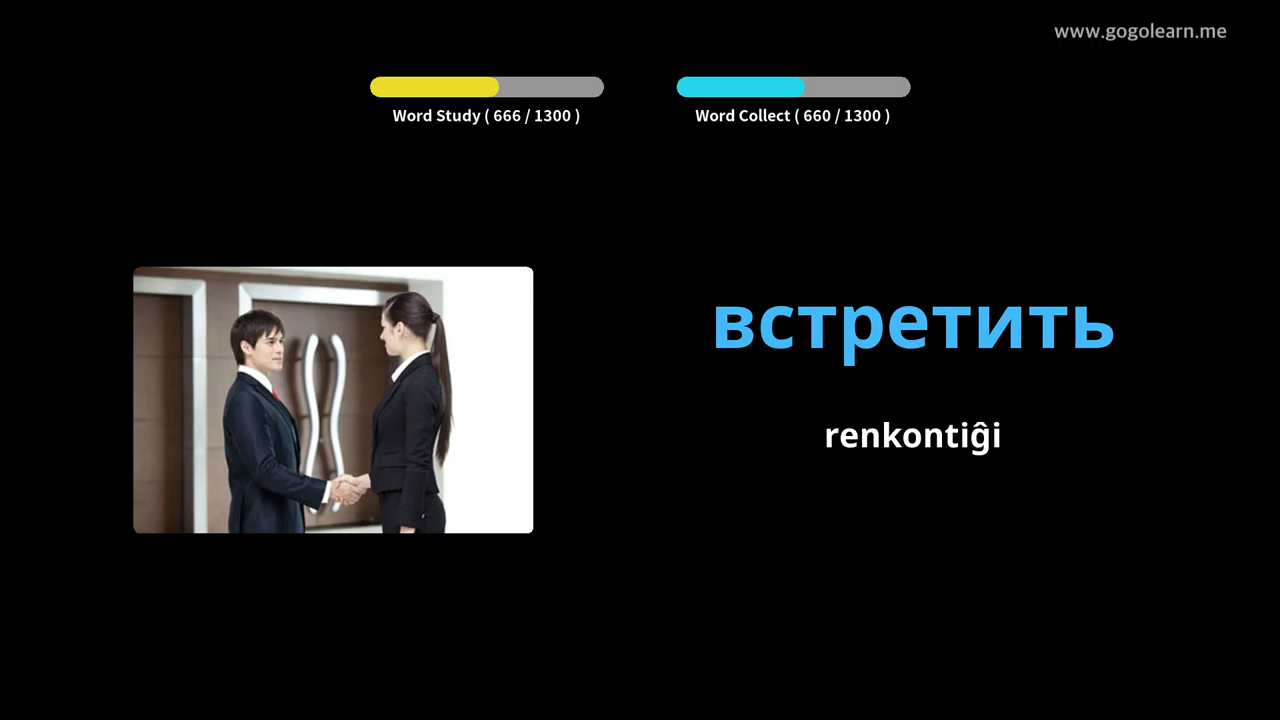 www.gogolearn.me
Word Study ( 666 / 1300 )
Word Collect ( 660 / 1300 )
встретить
renkontiĝi